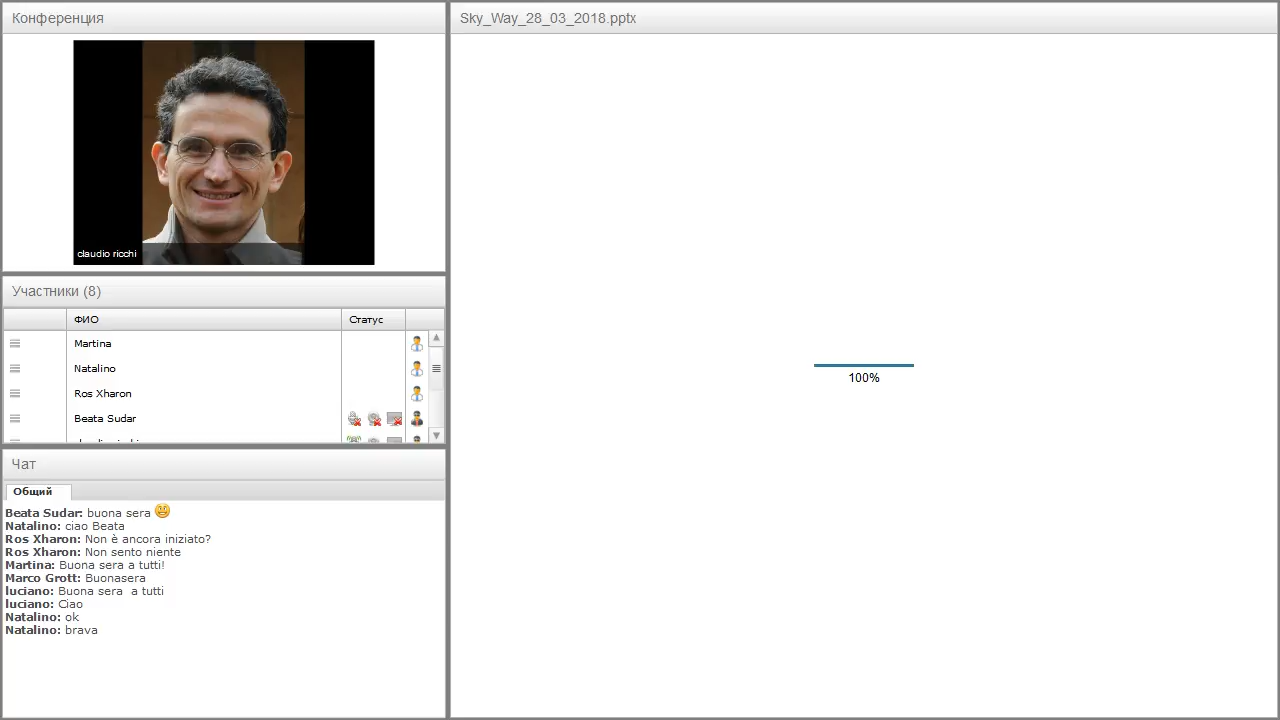 Конференция
claudio ricchi
Участники (8)
ФИО Статус
Martina
Natalino
Ros Xharon
Beata Sudar
Чат
Общий
Beata Sudar: buona sera
Natalino: ciao Beata
Ros Xharon: Non è ancora iniziato?
Ros Xharon: Non sento niente
Martina: Buona sera a tutti!
Marco Grott: Buonasera
luciano: Buona sera  a tutti
luciano: Ciao
Natalino: ok
Natalino: brava
Sky_Way_28_03_2018.pptx
100%